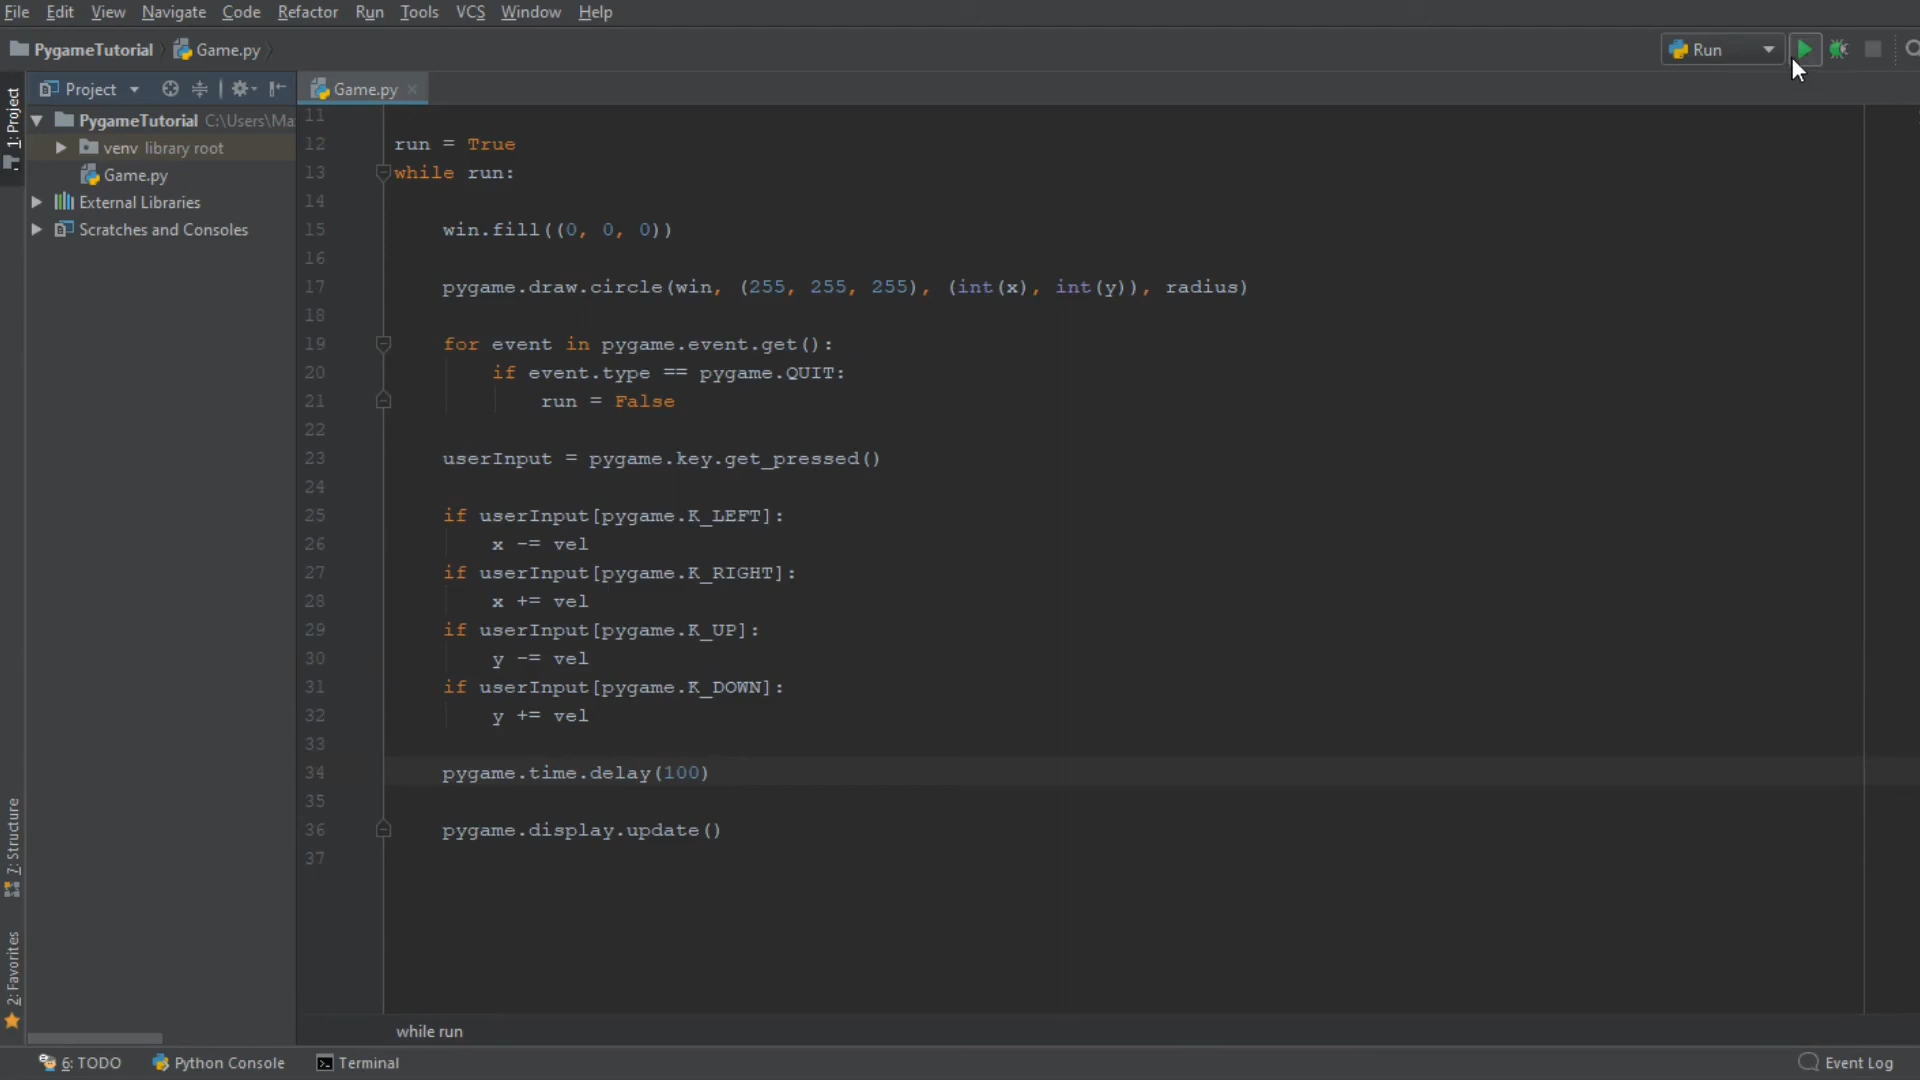 File Edit View Navigate Code Refactor Run Tools VCS Window Help
PygameTutorial Game.py
Run
1: Project
Project
Game.py
PygameTutorial C:\Users\Ma
venv library root
Game.py
External Libraries
Scratches and Consoles
7: Structure
2: Favorites
11
12 run = True
13 while run:
14
15 win.fill((0, 0, 0))
16
17 pygame.draw.circle(win, (255, 255, 255), (int(x), int(y)), radius)
18
19 for event in pygame.event.get():
20 if event.type == pygame.QUIT:
21 run = False
22
23 userInput = pygame.key.get_pressed()
24
25 if userInput[pygame.K_LEFT]:
26 x -= vel
27 if userInput[pygame.K_RIGHT]:
28 x += vel
29 if userInput[pygame.K_UP]:
30 y -= vel
31 if userInput[pygame.K_DOWN]:
32 y += vel
33
34 pygame.time.delay(100)
35
36 pygame.display.update()
37
while run
6: TODO Python Console Terminal Event Log